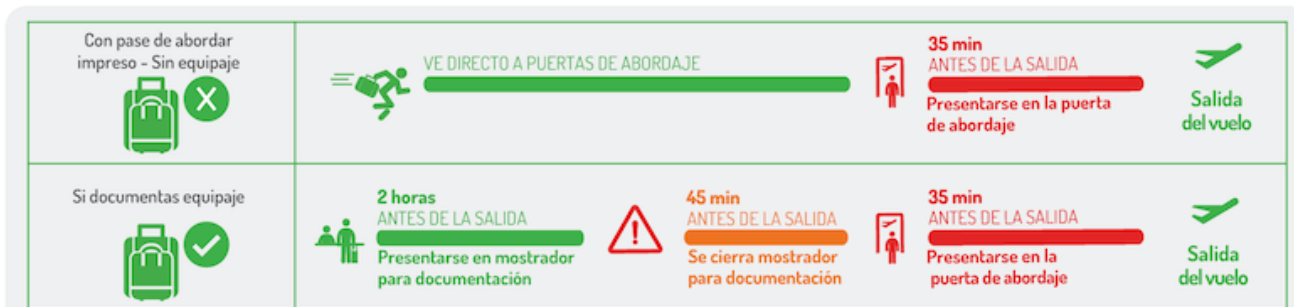 Con pase de abordar
impreso - Sin equipaje
VE DIRECTO A PUERTAS DE ABORDAJE
35 min
ANTES DE LA SALIDA
Presentarse en la puerta
de abordaje
Salida
del vuelo
Si documentas equipaje
2 horas
ANTES DE LA SALIDA
Presentarse en mostrador
para documentación
45 min
ANTES DE LA SALIDA
Se cierra mostrador
para documentación
35 min
ANTES DE LA SALIDA
Presentarse en la
puerta de abordaje
Salida
del vuelo